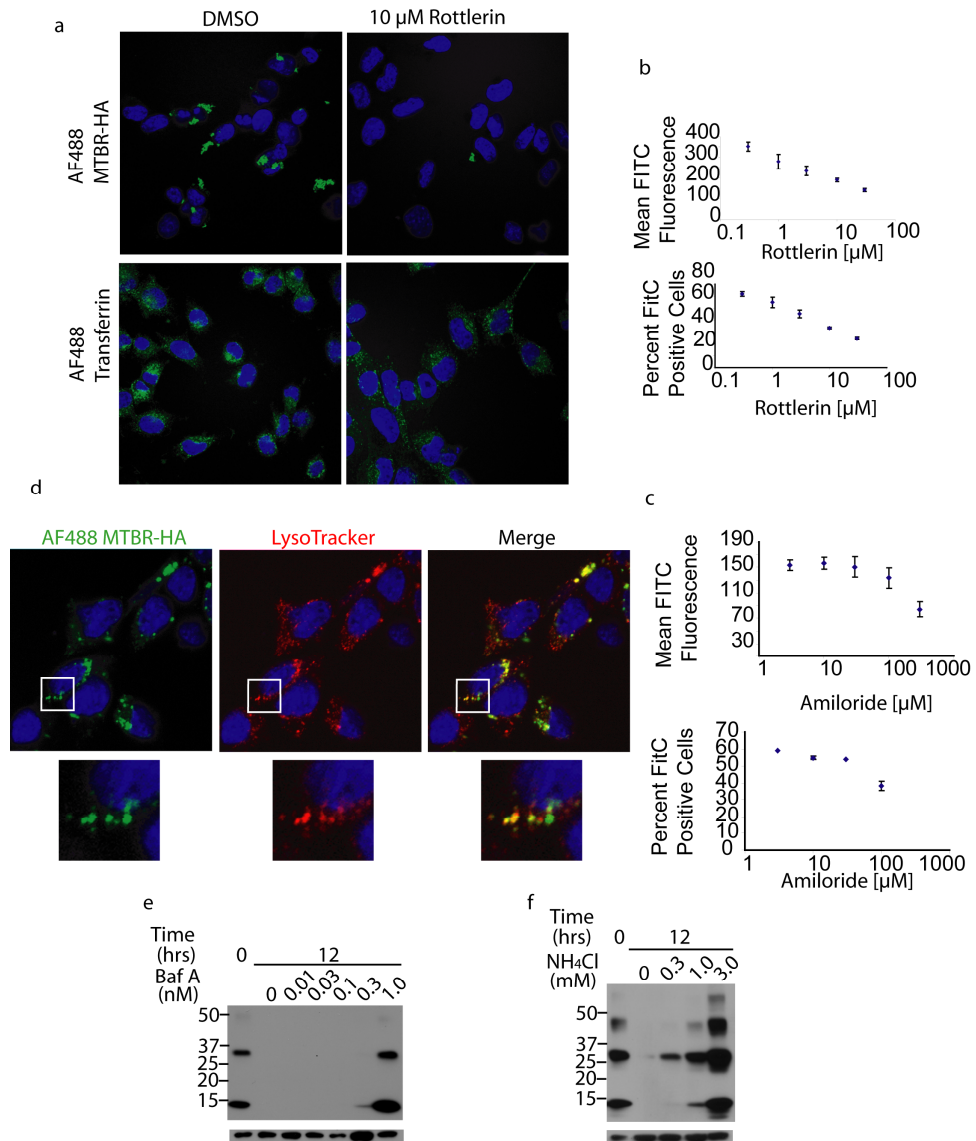 a
DMSO
10 µM Rottlerin
AF488
MTBR-HA
AF488
Transferrin
b
Mean FITC
Fluorescence
400
300
200
100
0
0.1
1
10
100
Rottlerin [µM]
Percent FitC
Positive Cells
80
60
40
20
0
0.1
1
10
100
Rottlerin [µM]
d
AF488 MTBR-HA
LysoTracker
Merge
c
Mean FITC
Fluorescence
190
150
110
70
30
1
10
100
1000
Amiloride [µM]
Percent FitC
Positive Cells
70
60
50
40
30
20
10
0
1
10
100
1000
Amiloride [µM]
e
Time
(hrs)
0
12
Baf A
(nM)
0
0.01
0.03
0.1
0.3
1.0
50
37
25
20
15
f
Time
(hrs)
0
12
NH4Cl
(mM)
0
0.3
1.0
3.0
50
37
25
20
15